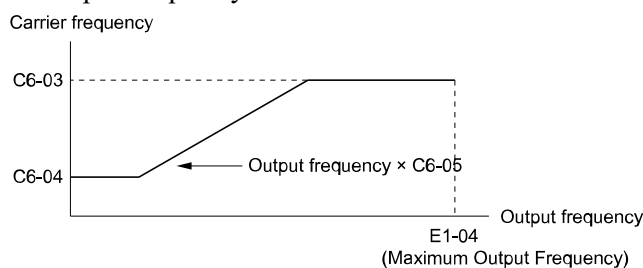 Carrier frequency
C6-03
C6-04
Output frequency × C6-05
Output frequency
E1-04
(Maximum Output Frequency)